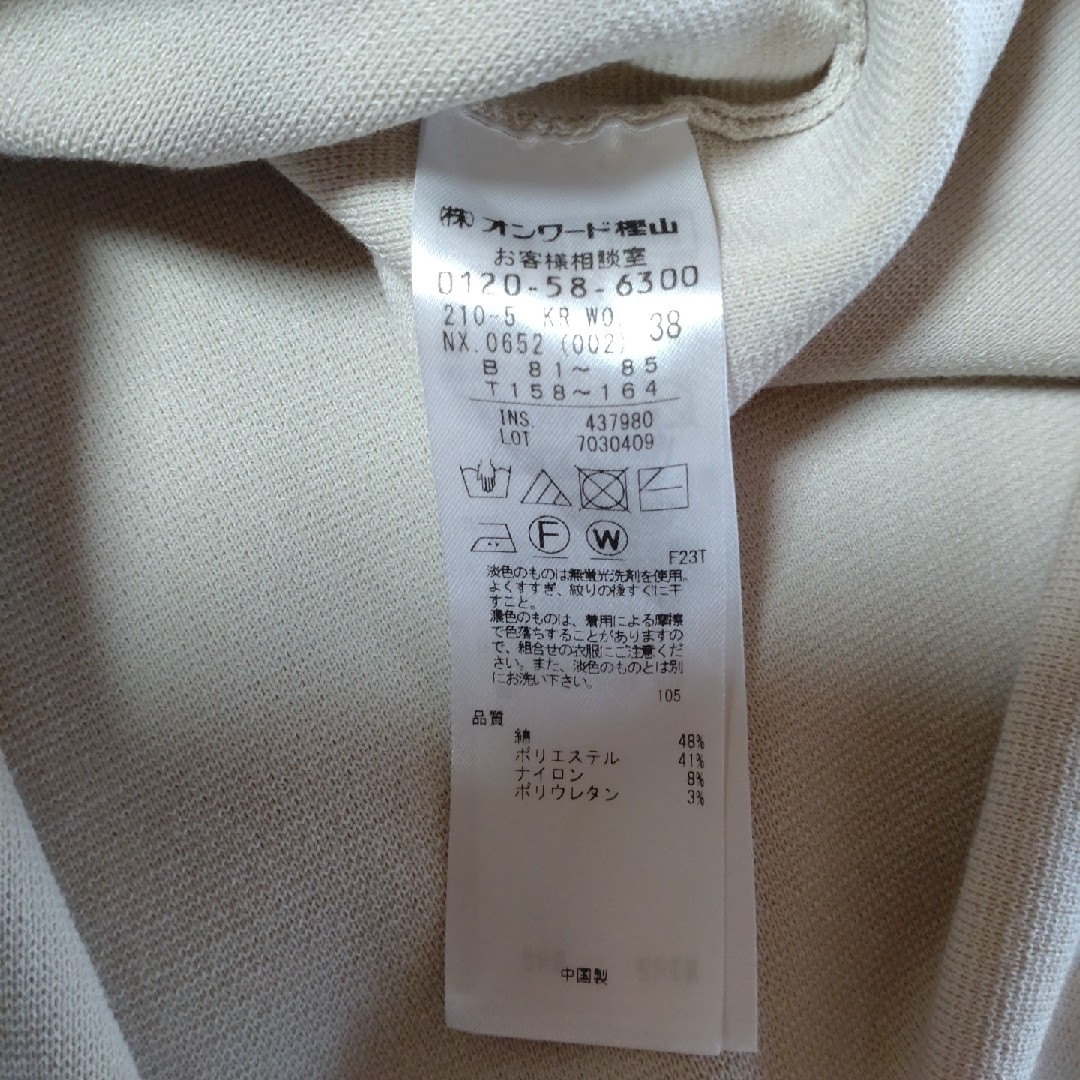 ㈱オンワード樫山
お客様相談室
0120-58-6300
210-5 KR WO. 38
NX.0652 (002)
B 81～ 85
T158～164
INS. 437980
LOT 7030409
F W
F23T
淡色のものは無蛍光洗剤を使用。
よくすすぎ、絞りの後すぐに干
すこと。
濃色のものは、着用による摩擦
で色落ちすることがありますの
で、組合せの衣服にご注意くだ
さい。また、淡色のものとは別
にお洗い下さい。
105
品質
綿 48%
ポリエステル 41%
ナイロン 8%
ポリウレタン 3%
中国製